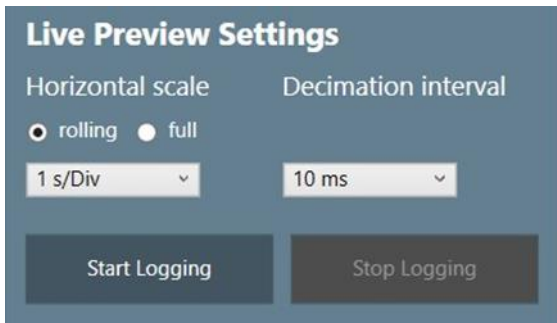 Live Preview Settings
Horizontal scale
Decimation interval
rolling full
1 s/Div
10 ms
Start Logging
Stop Logging